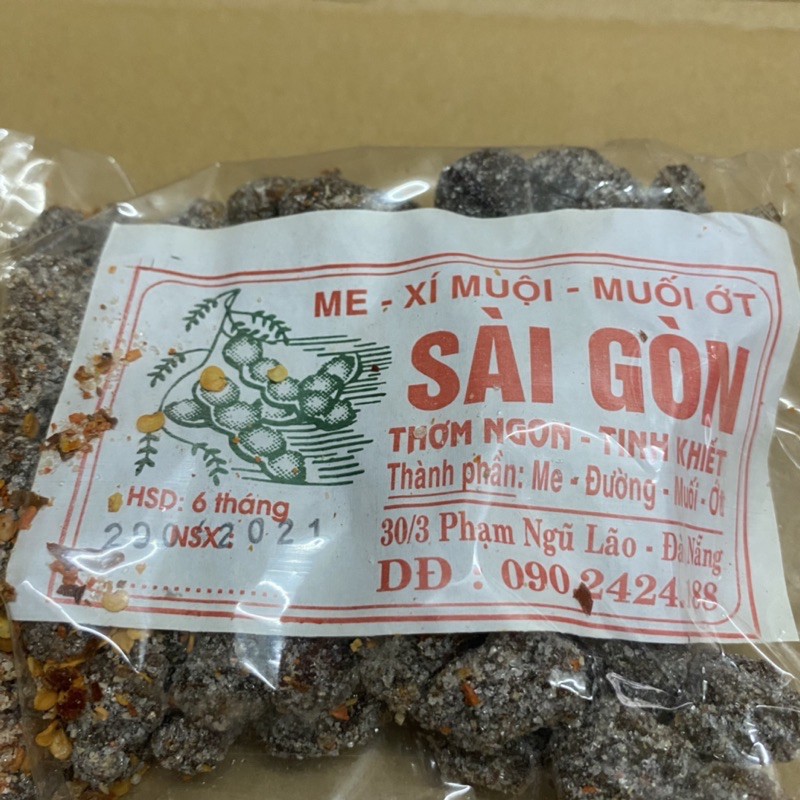 ME - XÍ MUỘI - MUỐI ỚT
SÀI GÒN
THƠM NGON - TINH KHIẾT
Thành phần: Me - Đường - Muối - Ớt
HSD: 6 tháng
NSX: 2021
30/3 Phạm Ngũ Lão - Đà Nẵng
DĐ : 090.2424.188